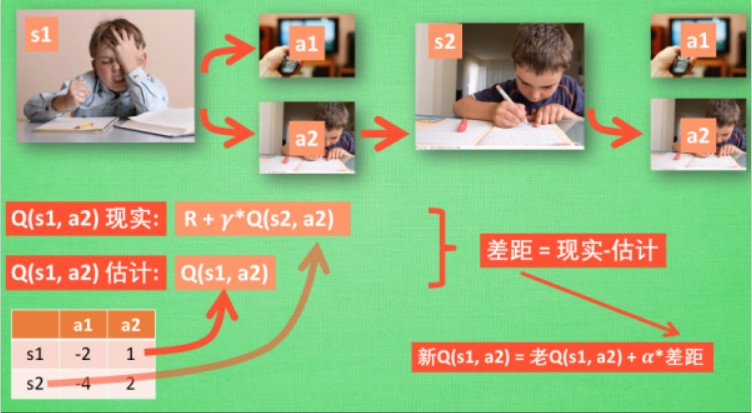 s1
a1
s2
a1
a2
a2
Q(s1, a2) 现实: R + γ*Q(s2, a2)
差距 = 现实-估计
Q(s1, a2) 估计: Q(s1, a2)
a1 a2
s1 -2 1
s2 -4 2
新Q(s1, a2) = 老Q(s1, a2) + α*差距